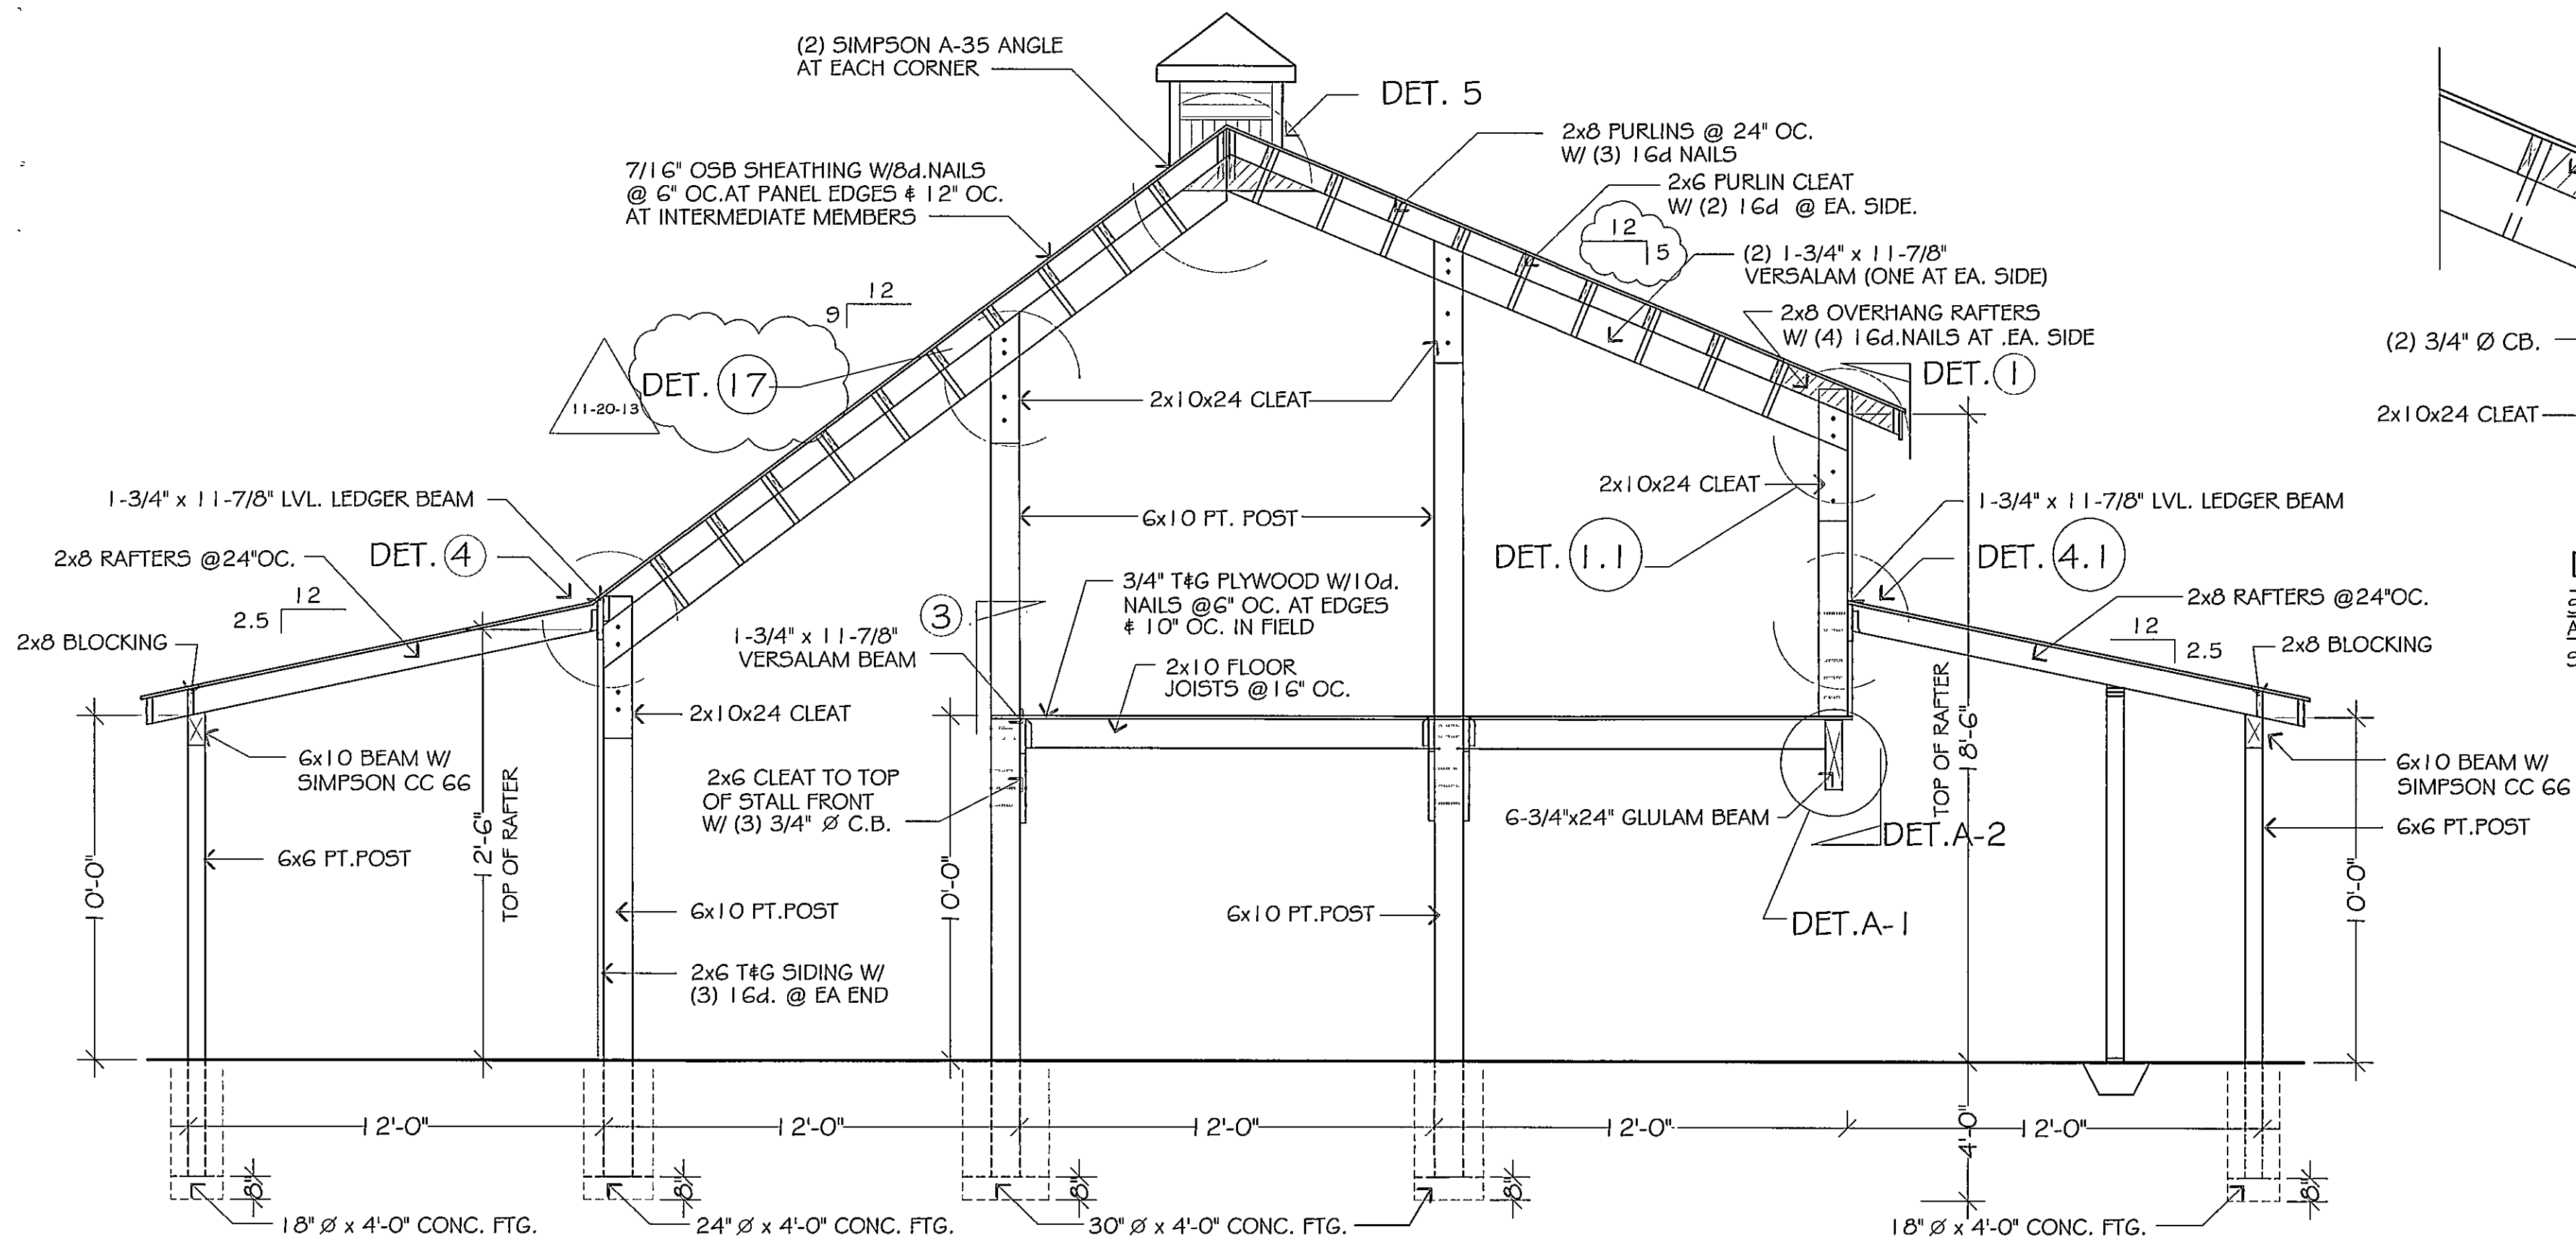 (2) SIMPSON A-35 ANGLE
AT EACH CORNER
DET. 5
2x8 PURLINS @ 24" OC.
W/ (3) 16d NAILS
7/16" OSB SHEATHING W/8d.NAILS
@ 6" OC.AT PANEL EDGES & 12" OC.
AT INTERMEDIATE MEMBERS
2x6 PURLIN CLEAT
W/ (2) 16d @ EA. SIDE.
12
5
(2) 1-3/4" x 11-7/8"
VERSALAM (ONE AT EA. SIDE)
12
9
2x8 OVERHANG RAFTERS
W/ (4) 16d.NAILS AT .EA. SIDE
(2) 3/4" Ø CB.
DET. 17
11-20-13
DET. 1
2x10x24 CLEAT
2x10x24 CLEAT
2x10x24 CLEAT
1-3/4" x 11-7/8" LVL. LEDGER BEAM
1-3/4" x 11-7/8" LVL. LEDGER BEAM
6x10 PT. POST
2x8 RAFTERS @24"OC.
DET. 4
DET. 1.1
DET. 4.1
3/4" T&G PLYWOOD W/10d.
NAILS @6" OC. AT EDGES
& 10" OC. IN FIELD
12
2.5
3
2x8 RAFTERS @24"OC.
12
2.5
2x8 BLOCKING
1-3/4" x 11-7/8"
VERSALAM BEAM
2x10 FLOOR
JOISTS @16" OC.
2x8 BLOCKING
2x10x24 CLEAT
6x10 BEAM W/
SIMPSON CC 66
2x6 CLEAT TO TOP
OF STALL FRONT
W/ (3) 3/4" Ø C.B.
6-3/4"x24" GLULAM BEAM
DET.A-2
TOP OF RAFTER
18'-6"
6x10 BEAM W/
SIMPSON CC 66
6x6 PT.POST
6x6 PT.POST
10'-0"
12'-6"
TOP OF RAFTER
10'-0"
10'-0"
6x10 PT.POST
6x10 PT.POST
DET.A-1
2x6 T&G SIDING W/
(3) 16d. @ EA END
12'-0"
12'-0"
12'-0"
12'-0"
12'-0"
4'-0"
8"
8"
8"
8"
8"
18" Ø x 4'-0" CONC. FTG.
24" Ø x 4'-0" CONC. FTG.
30" Ø x 4'-0" CONC. FTG.
18" Ø x 4'-0" CONC. FTG.